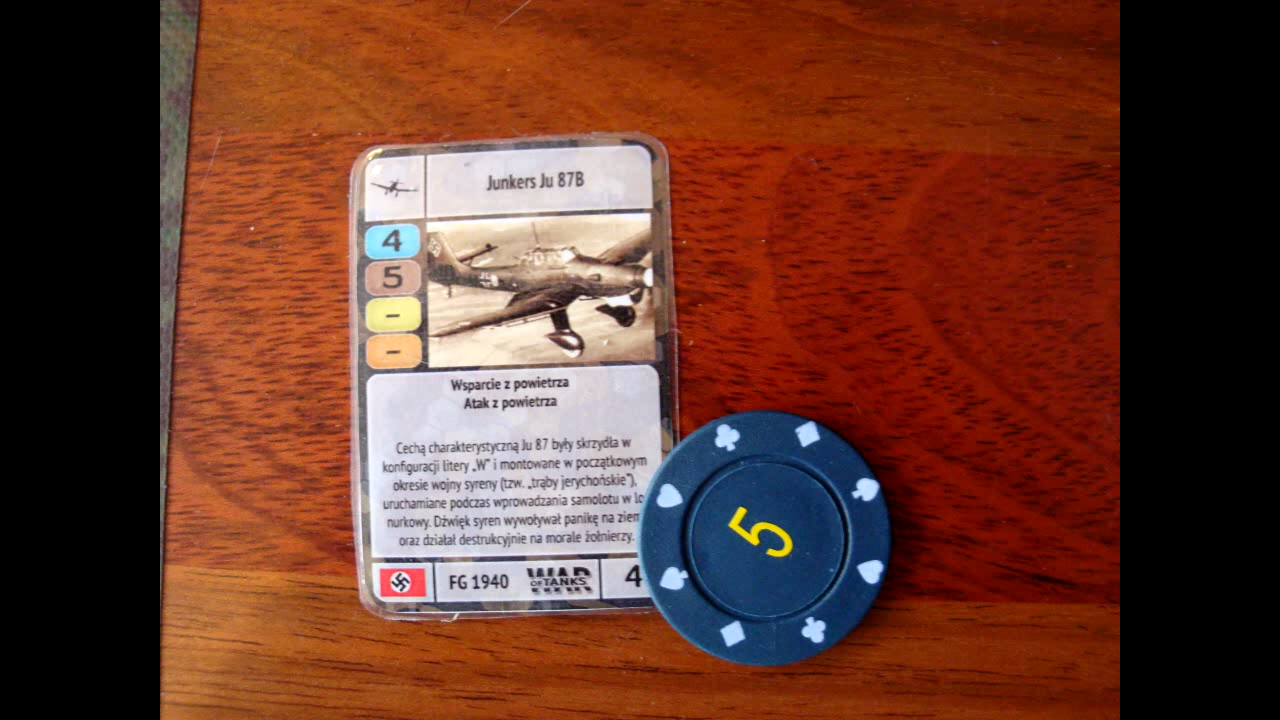 Junkers Ju 87B
4
5
-
-
Wsparcie z powietrza
Atak z powietrza
Cechą charakterystyczną Ju 87 były skrzydła w
konfiguracji litery „W" i montowane w początkowym
okresie wojny syreny (tzw. „trąby jerychońskie"),
uruchamiane podczas wprowadzania samolotu w
nurkowy. Dźwięk syren wywoływał panikę na
oraz działał destrukcyjnie na morale żołnierzy.
FG 1940
WAR
OF TANKS
4
5